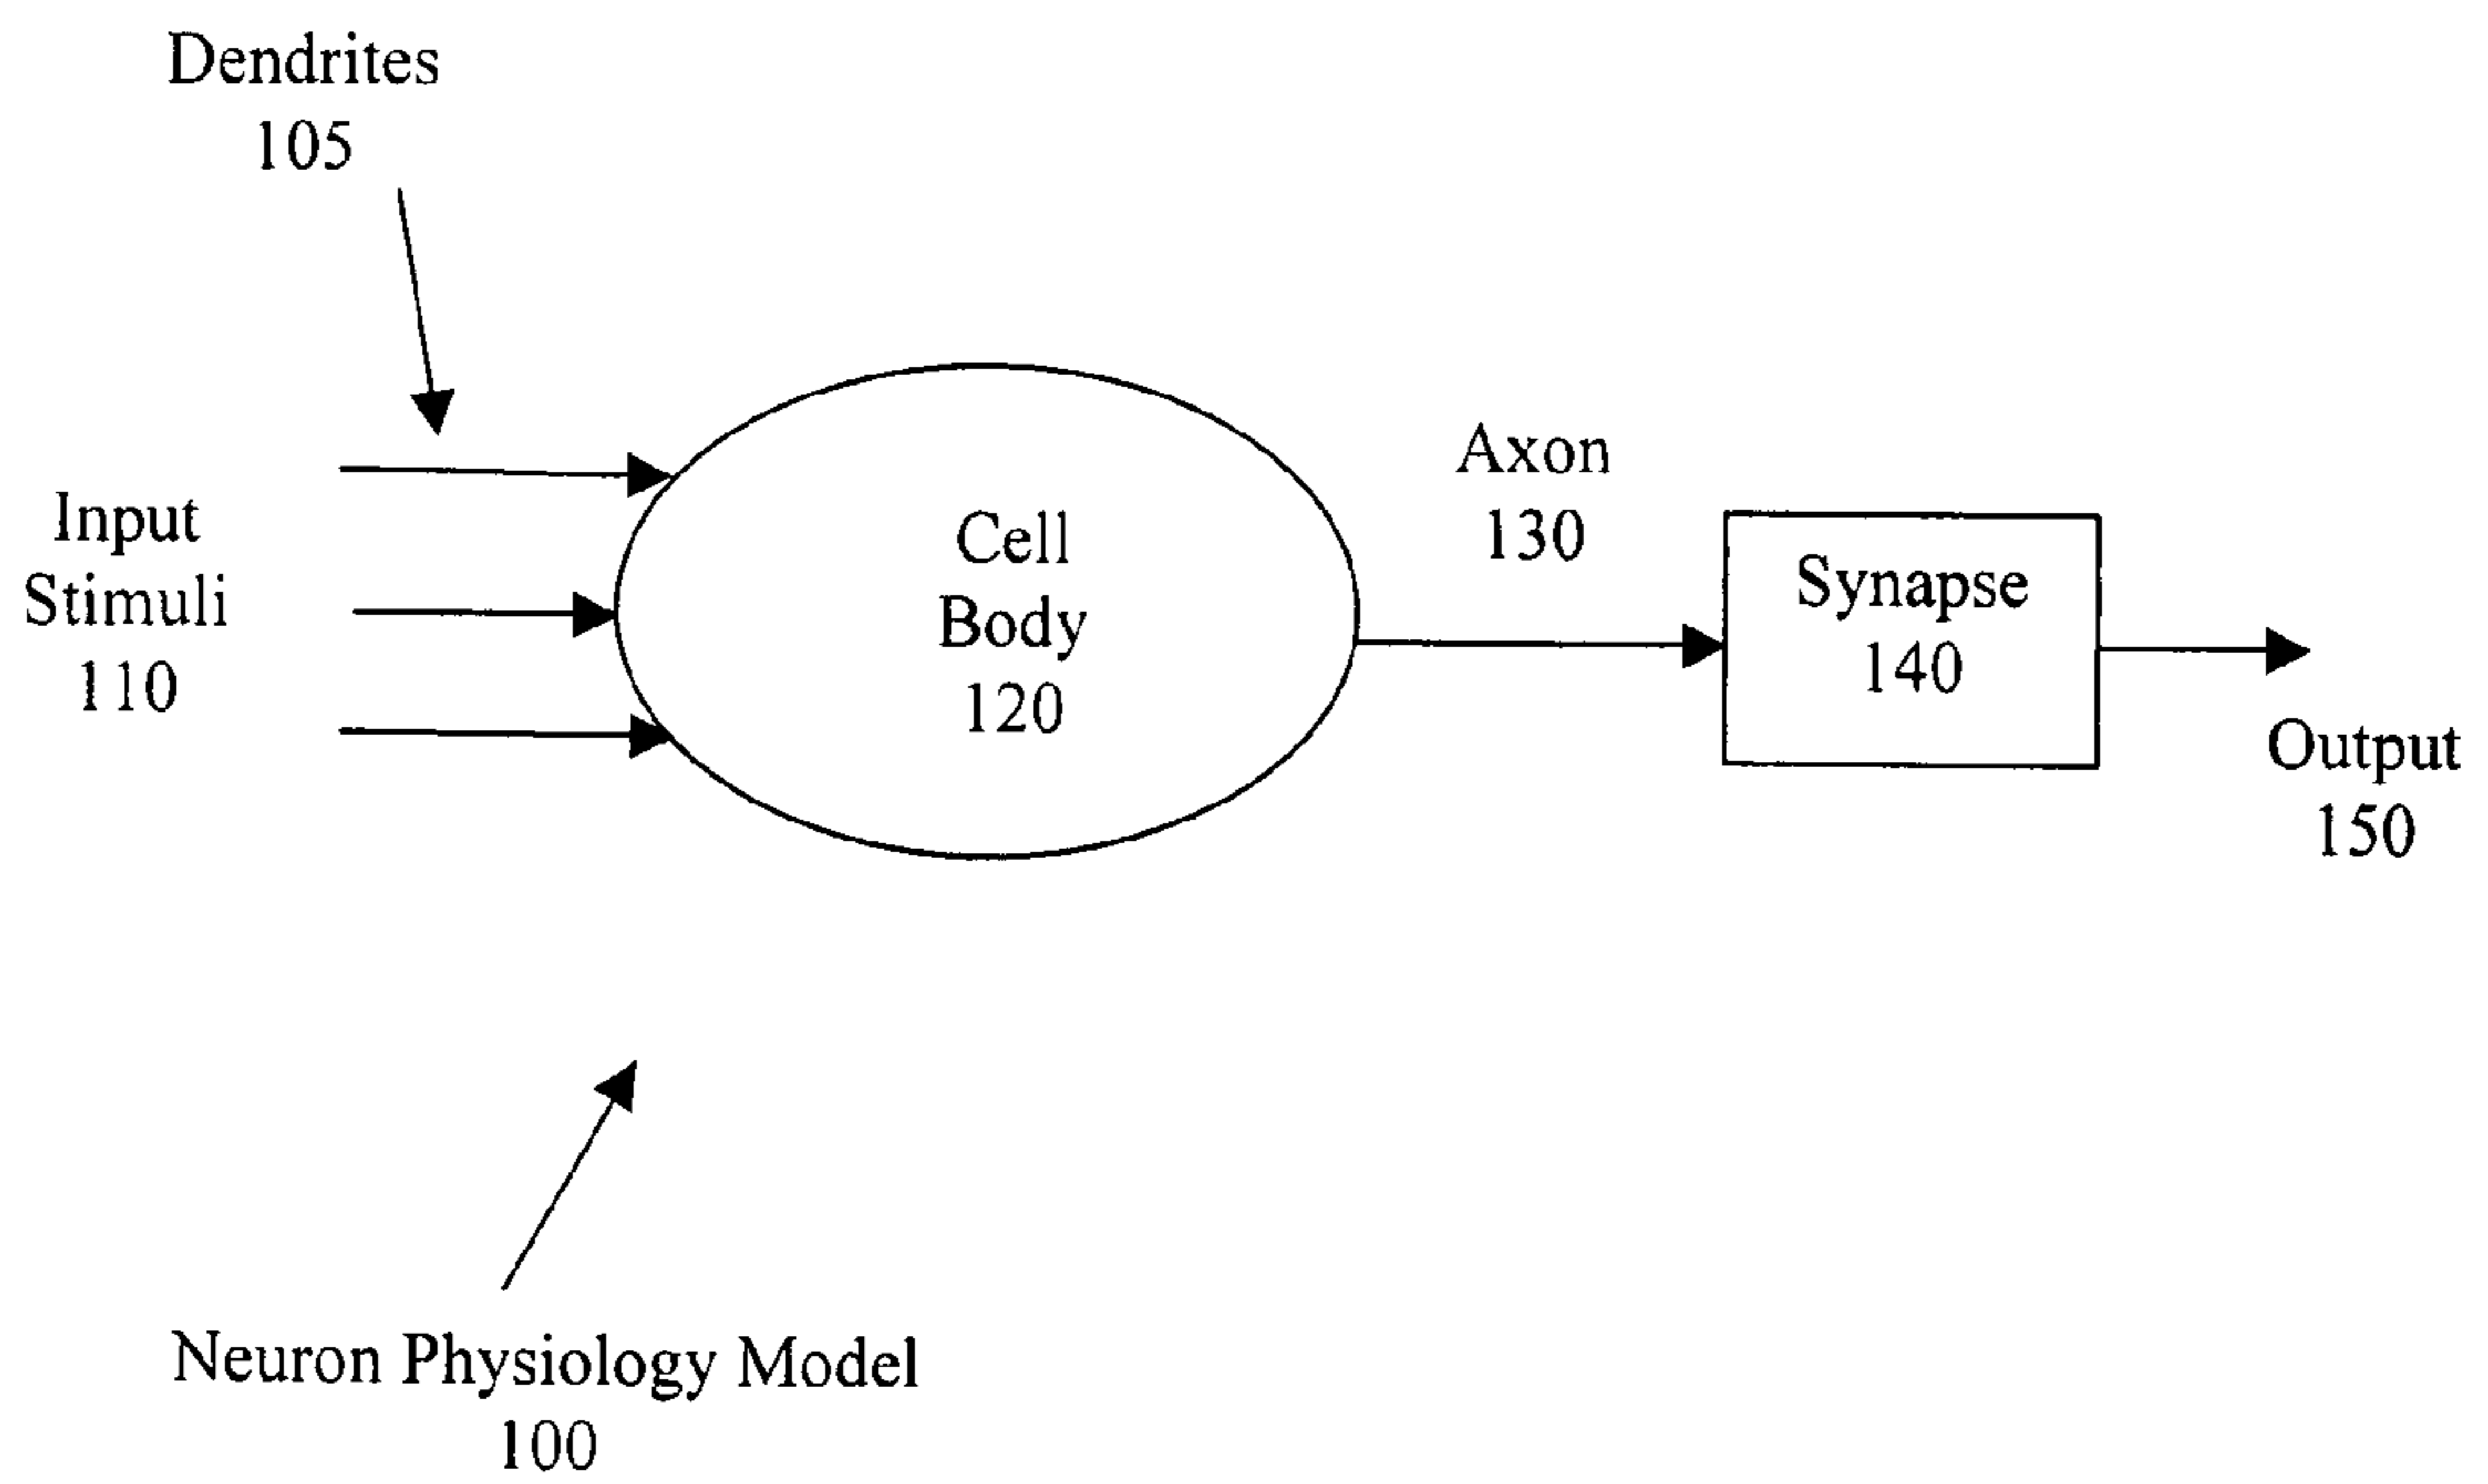 Dendrites
105
Input
Stimuli
110
Cell
Body
120
Axon
130
Synapse
140
Output
150
Neuron Physiology Model
100